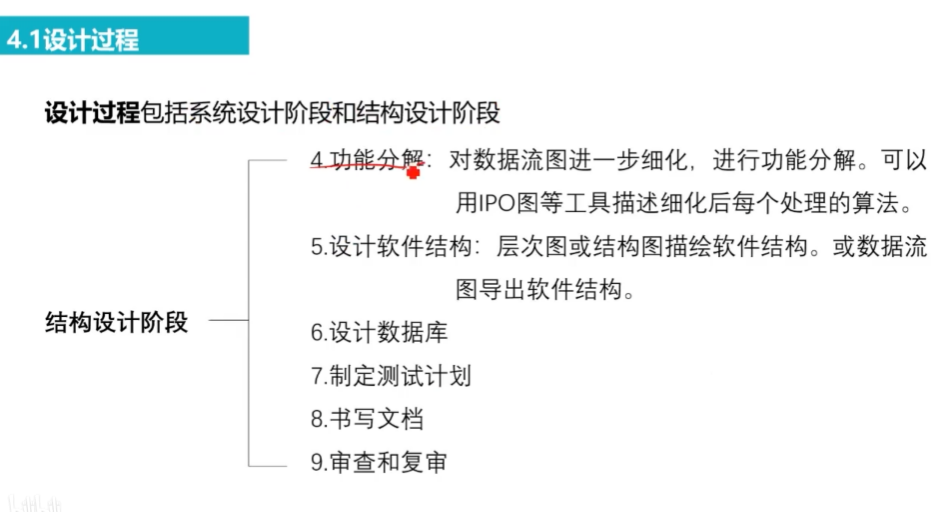 4.1设计过程
设计过程包括系统设计阶段和结构设计阶段
4.功能分解：对数据流图进一步细化，进行功能分解。可以
用IPO图等工具描述细化后每个处理的算法。
5.设计软件结构：层次图或结构图描绘软件结构。或数据流
图导出软件结构。
结构设计阶段
6.设计数据库
7.制定测试计划
8.书写文档
9.审查和复审